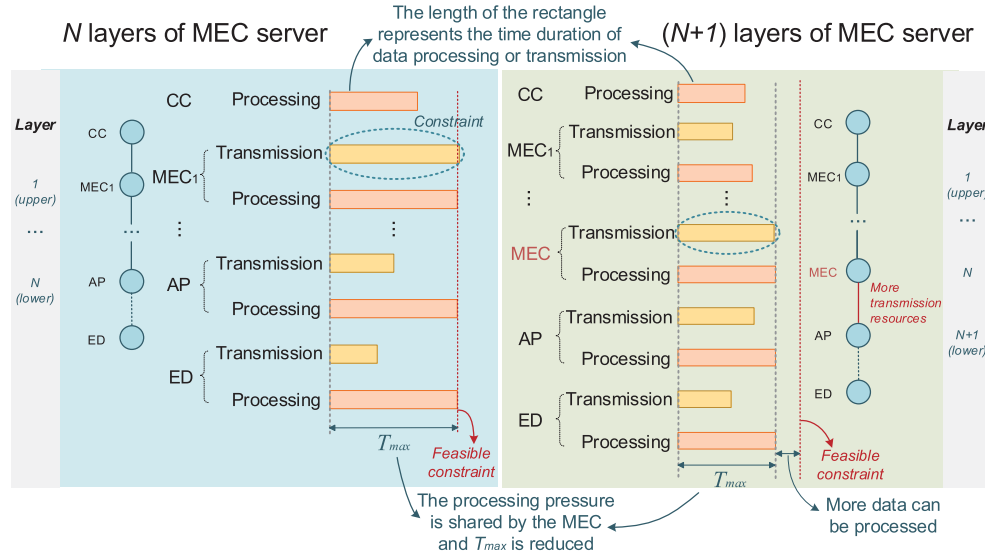 N layers of MEC server
The length of the rectangle
represents the time duration of
data processing or transmission
(N+1) layers of MEC server
Layer
1
(upper)
...
N
(lower)
CC
MEC1
...
AP
ED
CC
Processing
Constraint
MEC1
Transmission
Processing
...
...
AP
Transmission
Processing
ED
Transmission
Processing
Tmax
Feasible
constraint
CC
Processing
MEC1
Transmission
Processing
...
...
MEC
Transmission
Processing
AP
Transmission
Processing
ED
Transmission
Processing
Tmax
Feasible
constraint
CC
MEC1
...
MEC
More
transmission
resources
AP
ED
Layer
1
(upper)
...
N
N+1
(lower)
The processing pressure
is shared by the MEC
and Tmax is reduced
More data can
be processed